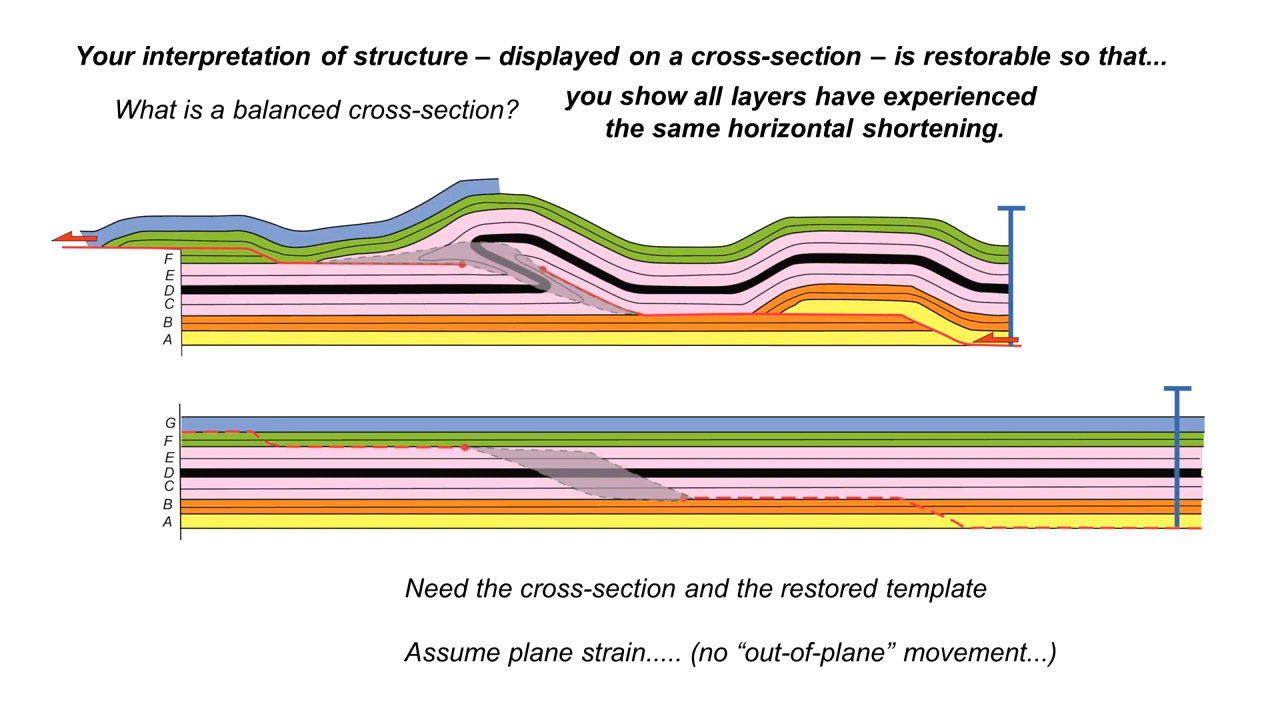 Your interpretation of structure – displayed on a cross-section – is restorable so that...
What is a balanced cross-section?
you show all layers have experienced
the same horizontal shortening.
F
E
D
C
B
A
G
F
E
D
C
B
A
Need the cross-section and the restored template
Assume plane strain..... (no “out-of-plane” movement...)